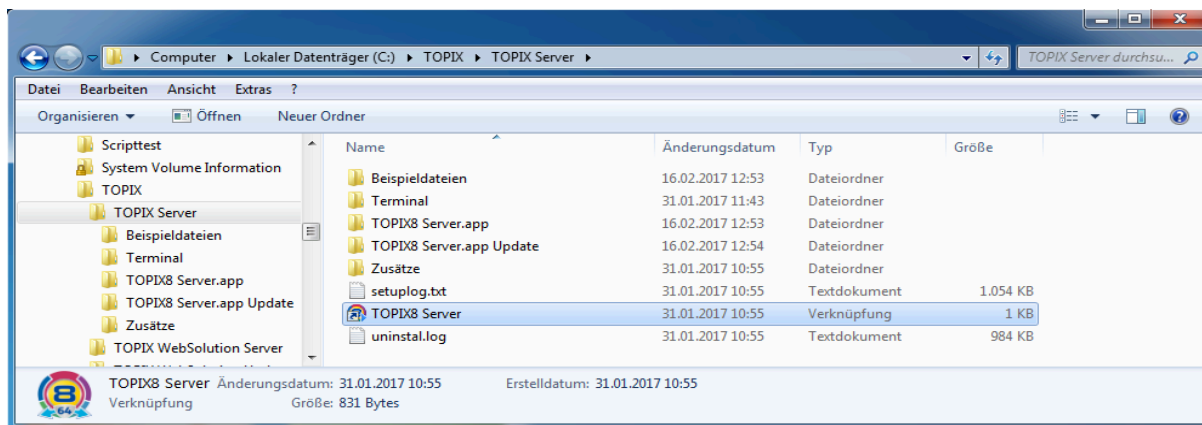 Computer ▸ Lokaler Datenträger (C:) ▸ TOPIX ▸ TOPIX Server ▸ TOPIX Server durchsu...
Datei Bearbeiten Ansicht Extras ?
Organisieren Öffnen Neuer Ordner
Scripttest
System Volume Information
TOPIX
TOPIX Server
Beispieldateien
Terminal
TOPIX8 Server.app
TOPIX8 Server.app Update
Zusätze
TOPIX WebSolution Server
Name Änderungsdatum Typ Größe
Beispieldateien 16.02.2017 12:53 Dateiordner
Terminal 31.01.2017 11:43 Dateiordner
TOPIX8 Server.app 16.02.2017 12:53 Dateiordner
TOPIX8 Server.app Update 16.02.2017 12:54 Dateiordner
Zusätze 31.01.2017 10:55 Dateiordner
setuplog.txt 31.01.2017 10:55 Textdokument 1.054 KB
TOPIX8 Server 31.01.2017 10:55 Verknüpfung 1 KB
uninstal.log 31.01.2017 10:55 Textdokument 984 KB
8
64
TOPIX8 Server Änderungsdatum: 31.01.2017 10:55 Erstelldatum: 31.01.2017 10:55
Verknüpfung Größe: 831 Bytes